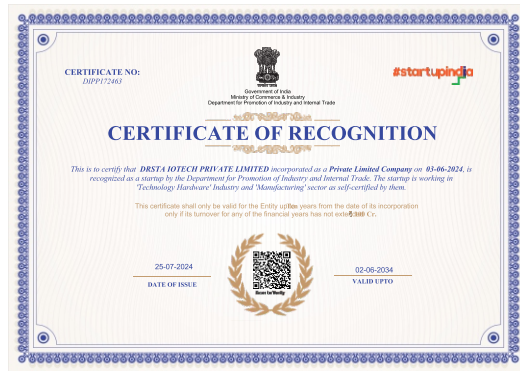 CERTIFICATE NO:
DIPP172463
#startupindia
Government of India
Ministry of Commerce & Industry
Department for Promotion of Industry and Internal Trade
CERTIFICATE OF RECOGNITION
This is to certify that DRSTA IOTECH PRIVATE LIMITED incorporated as a Private Limited Company on 03-06-2024, is
recognized as a startup by the Department for Promotion of Industry and Internal Trade. The startup is working in
'Technology Hardware' Industry and 'Manufacturing' sector as self-certified by them.
This certificate shall only be valid for the Entity years from the date of its incorporation
only if its turnover for any of the financial years has not Cr.
25-07-2024
DATE OF ISSUE
Scan to Verify
02-06-2034
VALID UPTO